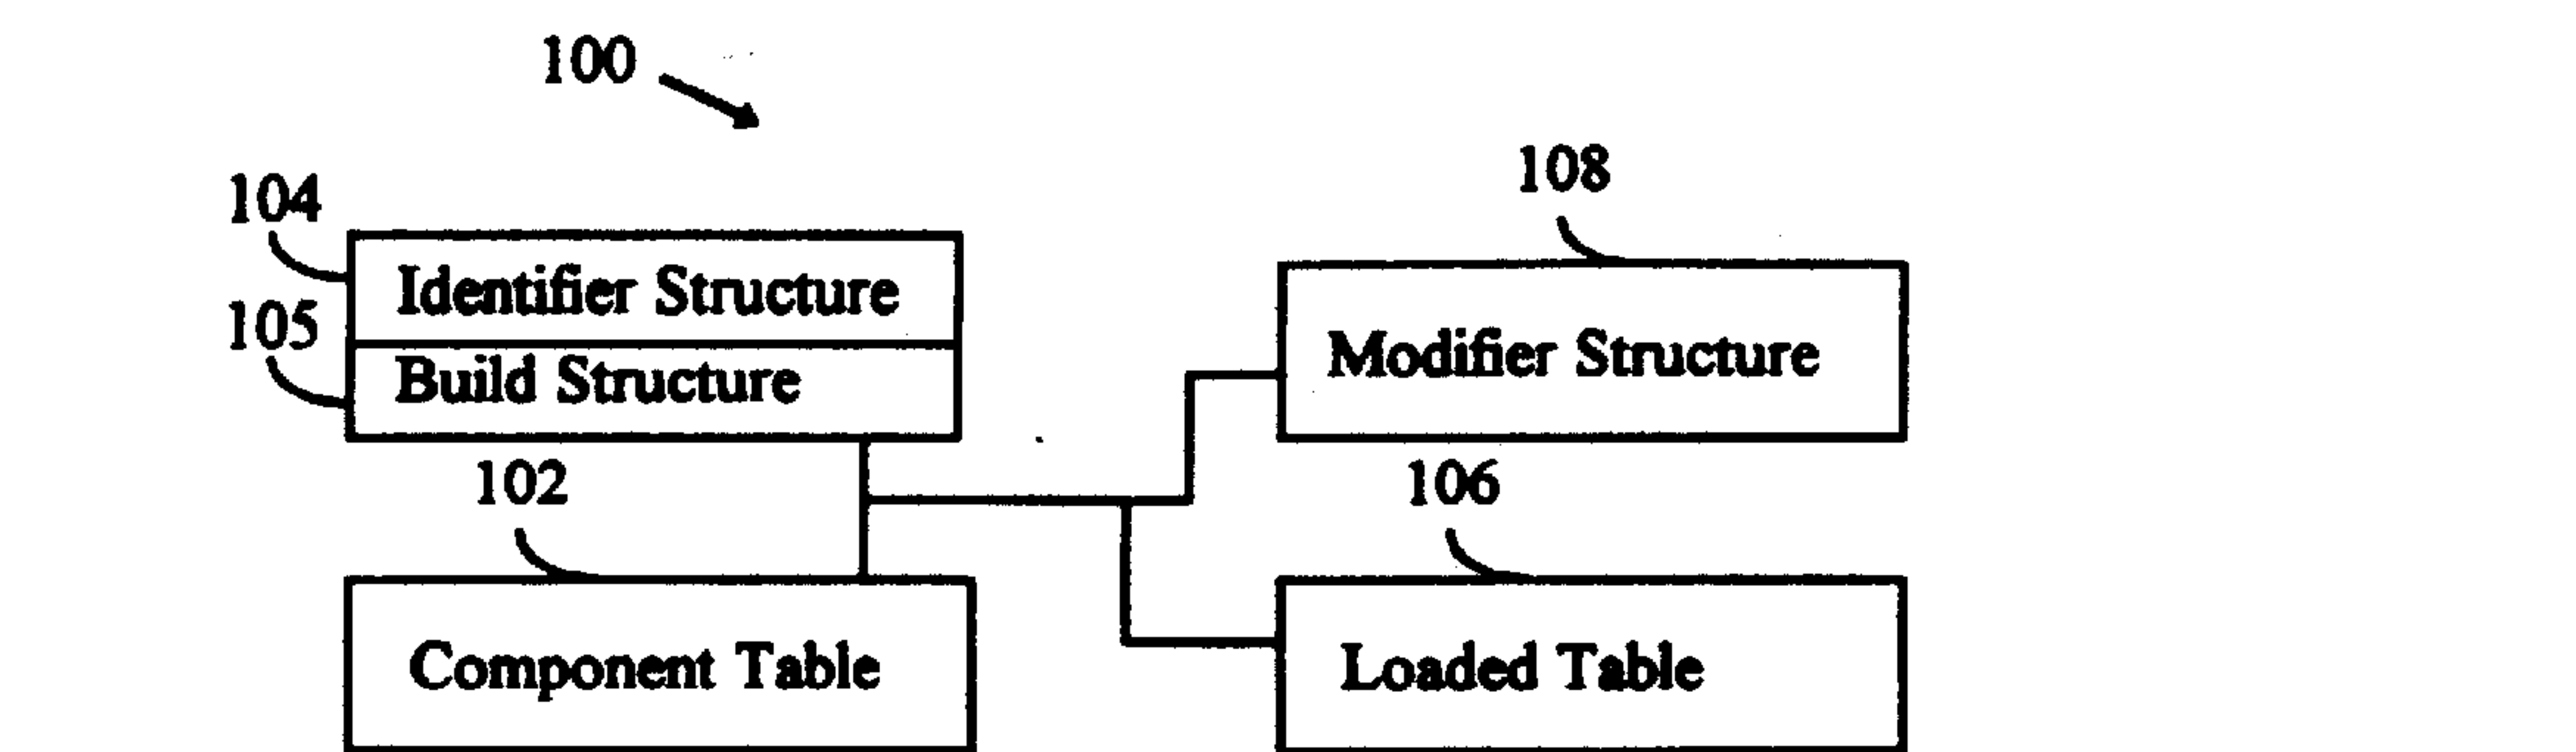 100
104
Identifier Structure
105
Build Structure
108
Modifier Structure
102
Component Table
106
Loaded Table